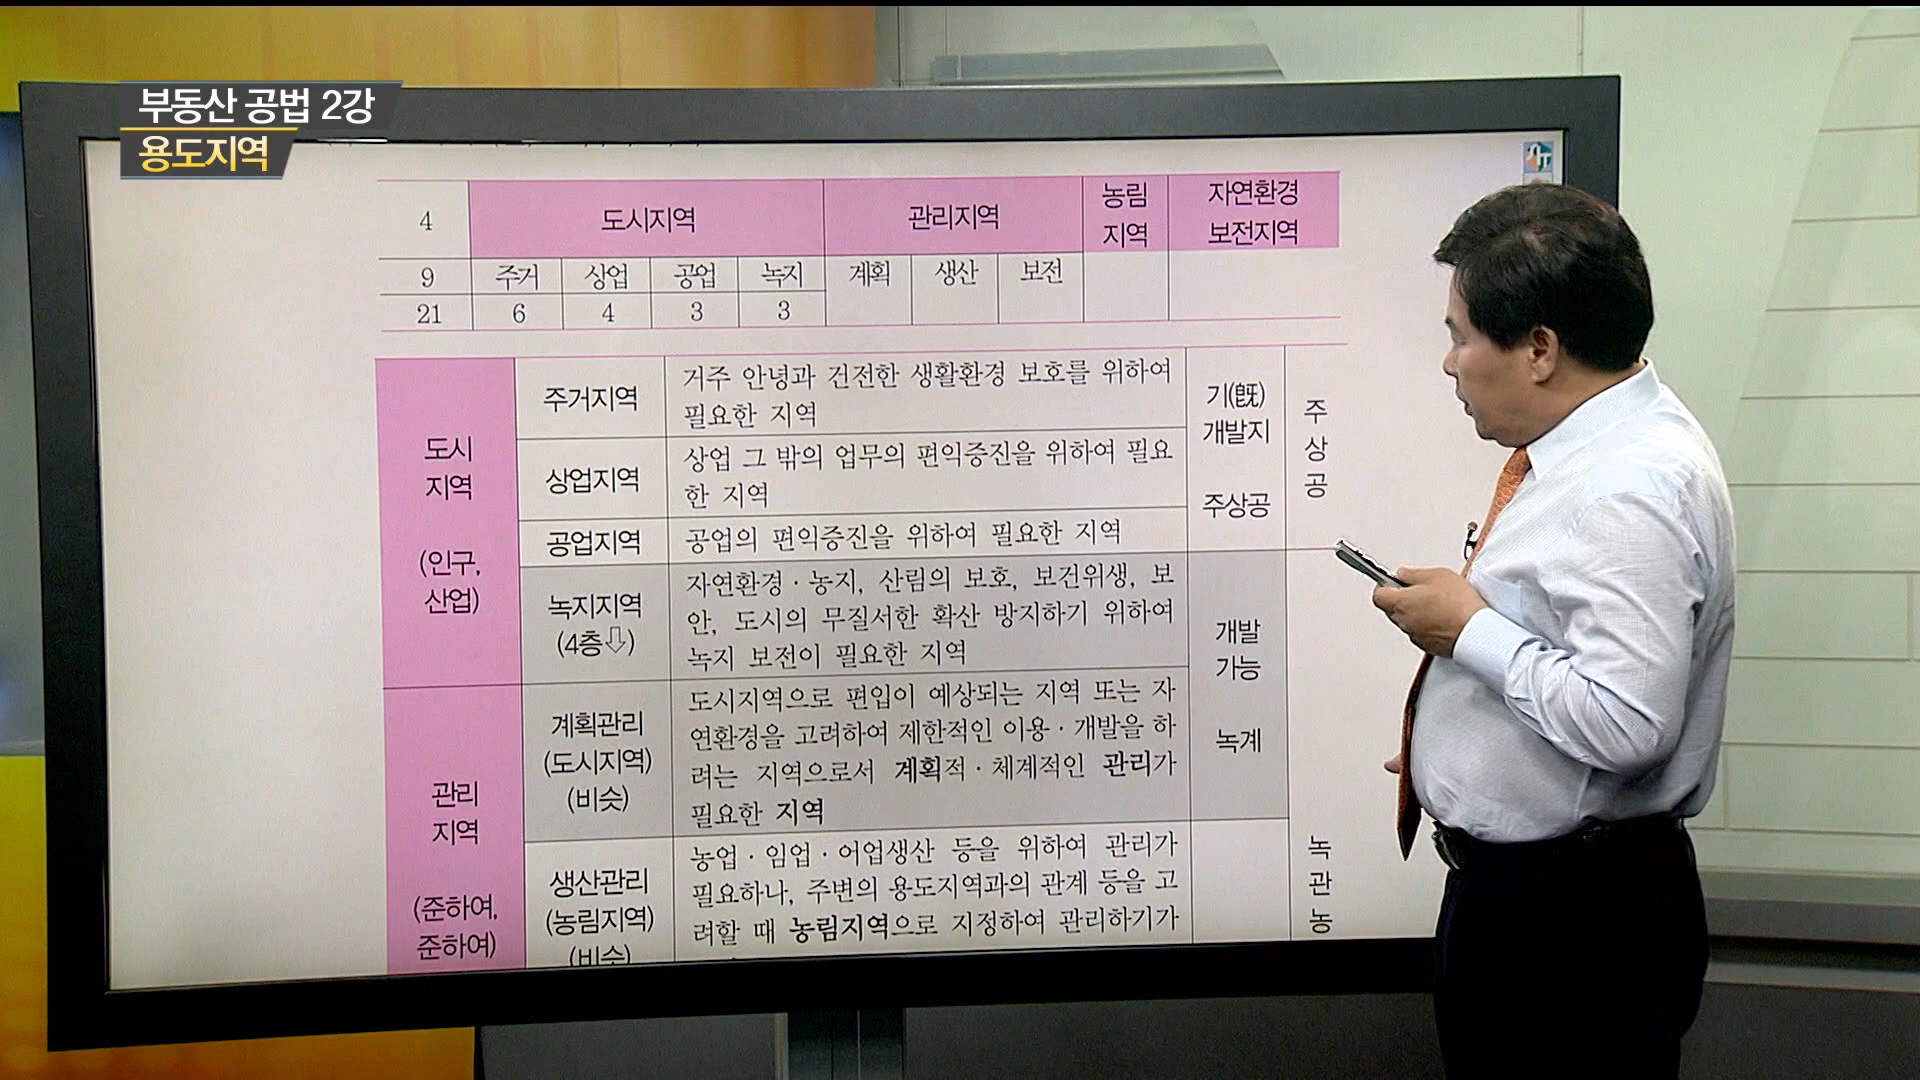 부동산 공법 2강
용도지역
4 도시지역 관리지역 농림 지역 자연환경 보전지역
9 주거 상업 공업 녹지 계획 생산 보전
21 6 4 3 3
도시
지역
(인구,
산업)
주거지역
거주 안녕과 건전한 생활환경 보호를 위하여
필요한 지역
상업지역
상업 그 밖의 업무의 편익증진을 위하여 필요
한 지역
공업지역
공업의 편익증진을 위하여 필요한 지역
기(旣)
개발지
주상공
주
상
공
녹지지역
(4층⇩)
자연환경·농지, 산림의 보호, 보건위생, 보
안, 도시의 무질서한 확산 방지하기 위하여
녹지 보전이 필요한 지역
개발
가능
녹계
관리
지역
(준하여,
준하여)
계획관리
(도시지역)
(비슷)
도시지역으로 편입이 예상되는 지역 또는 자
연환경을 고려하여 제한적인 이용·개발을 하
려는 지역으로서 계획적·체계적인 관리가
필요한 지역
생산관리
(농림지역)
(비슷)
농업·임업·어업생산 등을 위하여 관리가
필요하나, 주변의 용도지역과의 관계 등을 고
려할 때 농림지역으로 지정하여 관리하기가
녹
관
농